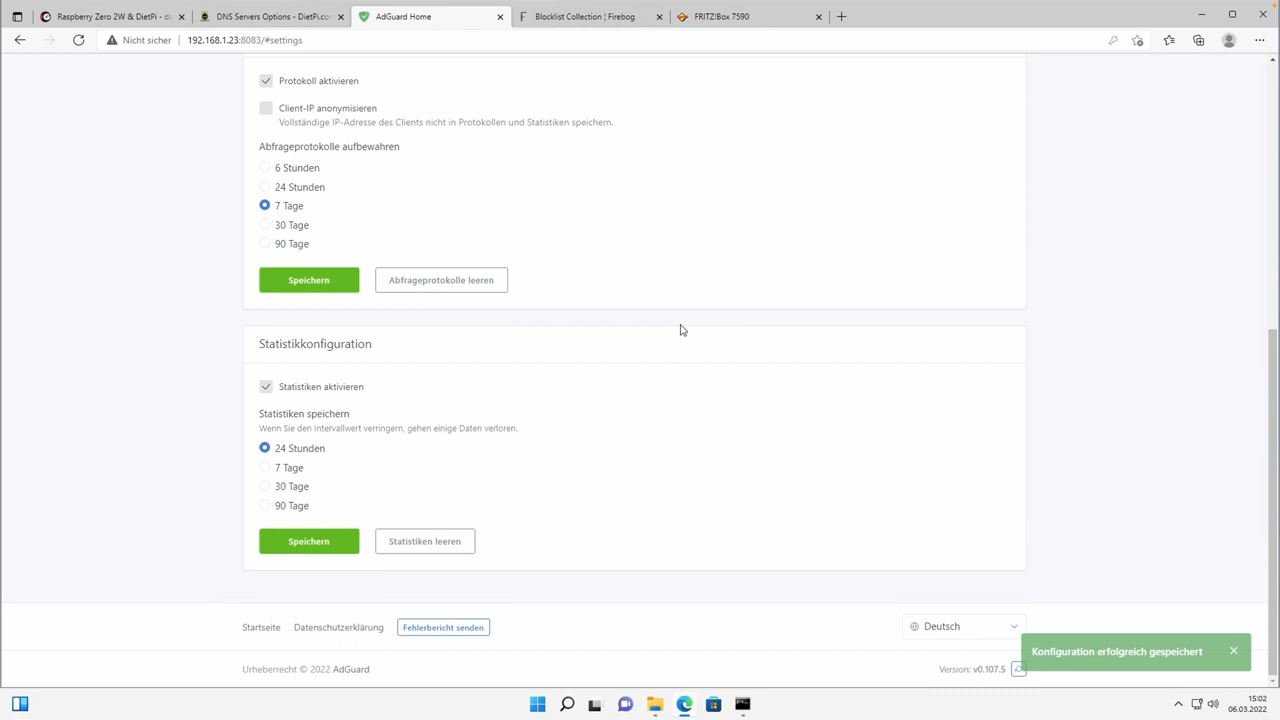 Raspberry Zero 2W & DietPi - d
DNS Servers Options - DietPi.co
AdGuard Home
Blocklist Collection | Firebog
FRITZ!Box 7590
Nicht sicher
192.168.1.23:8083/#settings
Protokoll aktivieren
Client-IP anonymisieren
Vollständige IP-Adresse des Clients nicht in Protokollen und Statistiken speichern.
Abfrageprotokolle aufbewahren
6 Stunden
24 Stunden
7 Tage
30 Tage
90 Tage
Speichern
Abfrageprotokolle leeren
Statistikkonfiguration
Statistiken aktivieren
Statistiken speichern
Wenn Sie den Intervallwert verringern, gehen einige Daten verloren.
24 Stunden
7 Tage
30 Tage
90 Tage
Speichern
Statistiken leeren
Startseite
Datenschutzerklärung
Fehlerbericht senden
Deutsch
Konfiguration erfolgreich gespeichert
Urheberrecht © 2022 AdGuard
Version: v0.107.5
15:02
06.03.2022